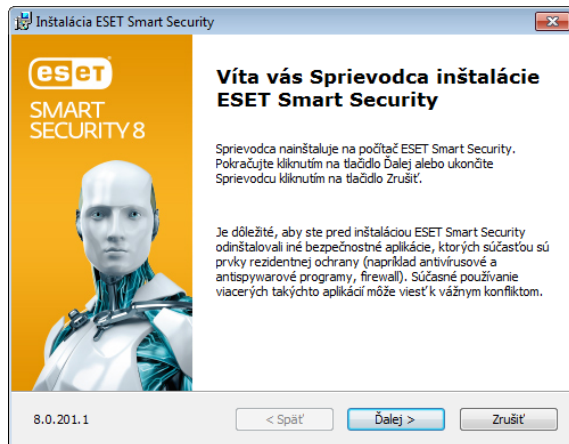 Inštalácia ESET Smart Security
eset
SMART
SECURITY 8
Víta vás Sprievodca inštalácie
ESET Smart Security
Sprievodca nainštaluje na počítač ESET Smart Security.
Pokračujte kliknutím na tlačidlo Ďalej alebo ukončite
Sprievodcu kliknutím na tlačidlo Zrušiť.
Je dôležité, aby ste pred inštaláciou ESET Smart Security
odinštalovali iné bezpečnostné aplikácie, ktorých súčasťou sú
prvky rezidentnej ochrany (napríklad antivírusové a
antispywarové programy, firewall). Súčasné používanie
viacerých takýchto aplikácií môže viesť k vážnym konfliktom.
8.0.201.1
< Späť
Ďalej >
Zrušiť